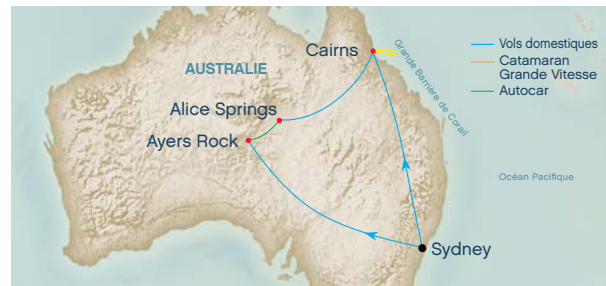 Cairns
Grande Barrière de Corail
Vols domestiques
Catamaran
Grande Vitesse
Autocar
AUSTRALIE
Alice Springs
Ayers Rock
Océan Pacifique
Sydney